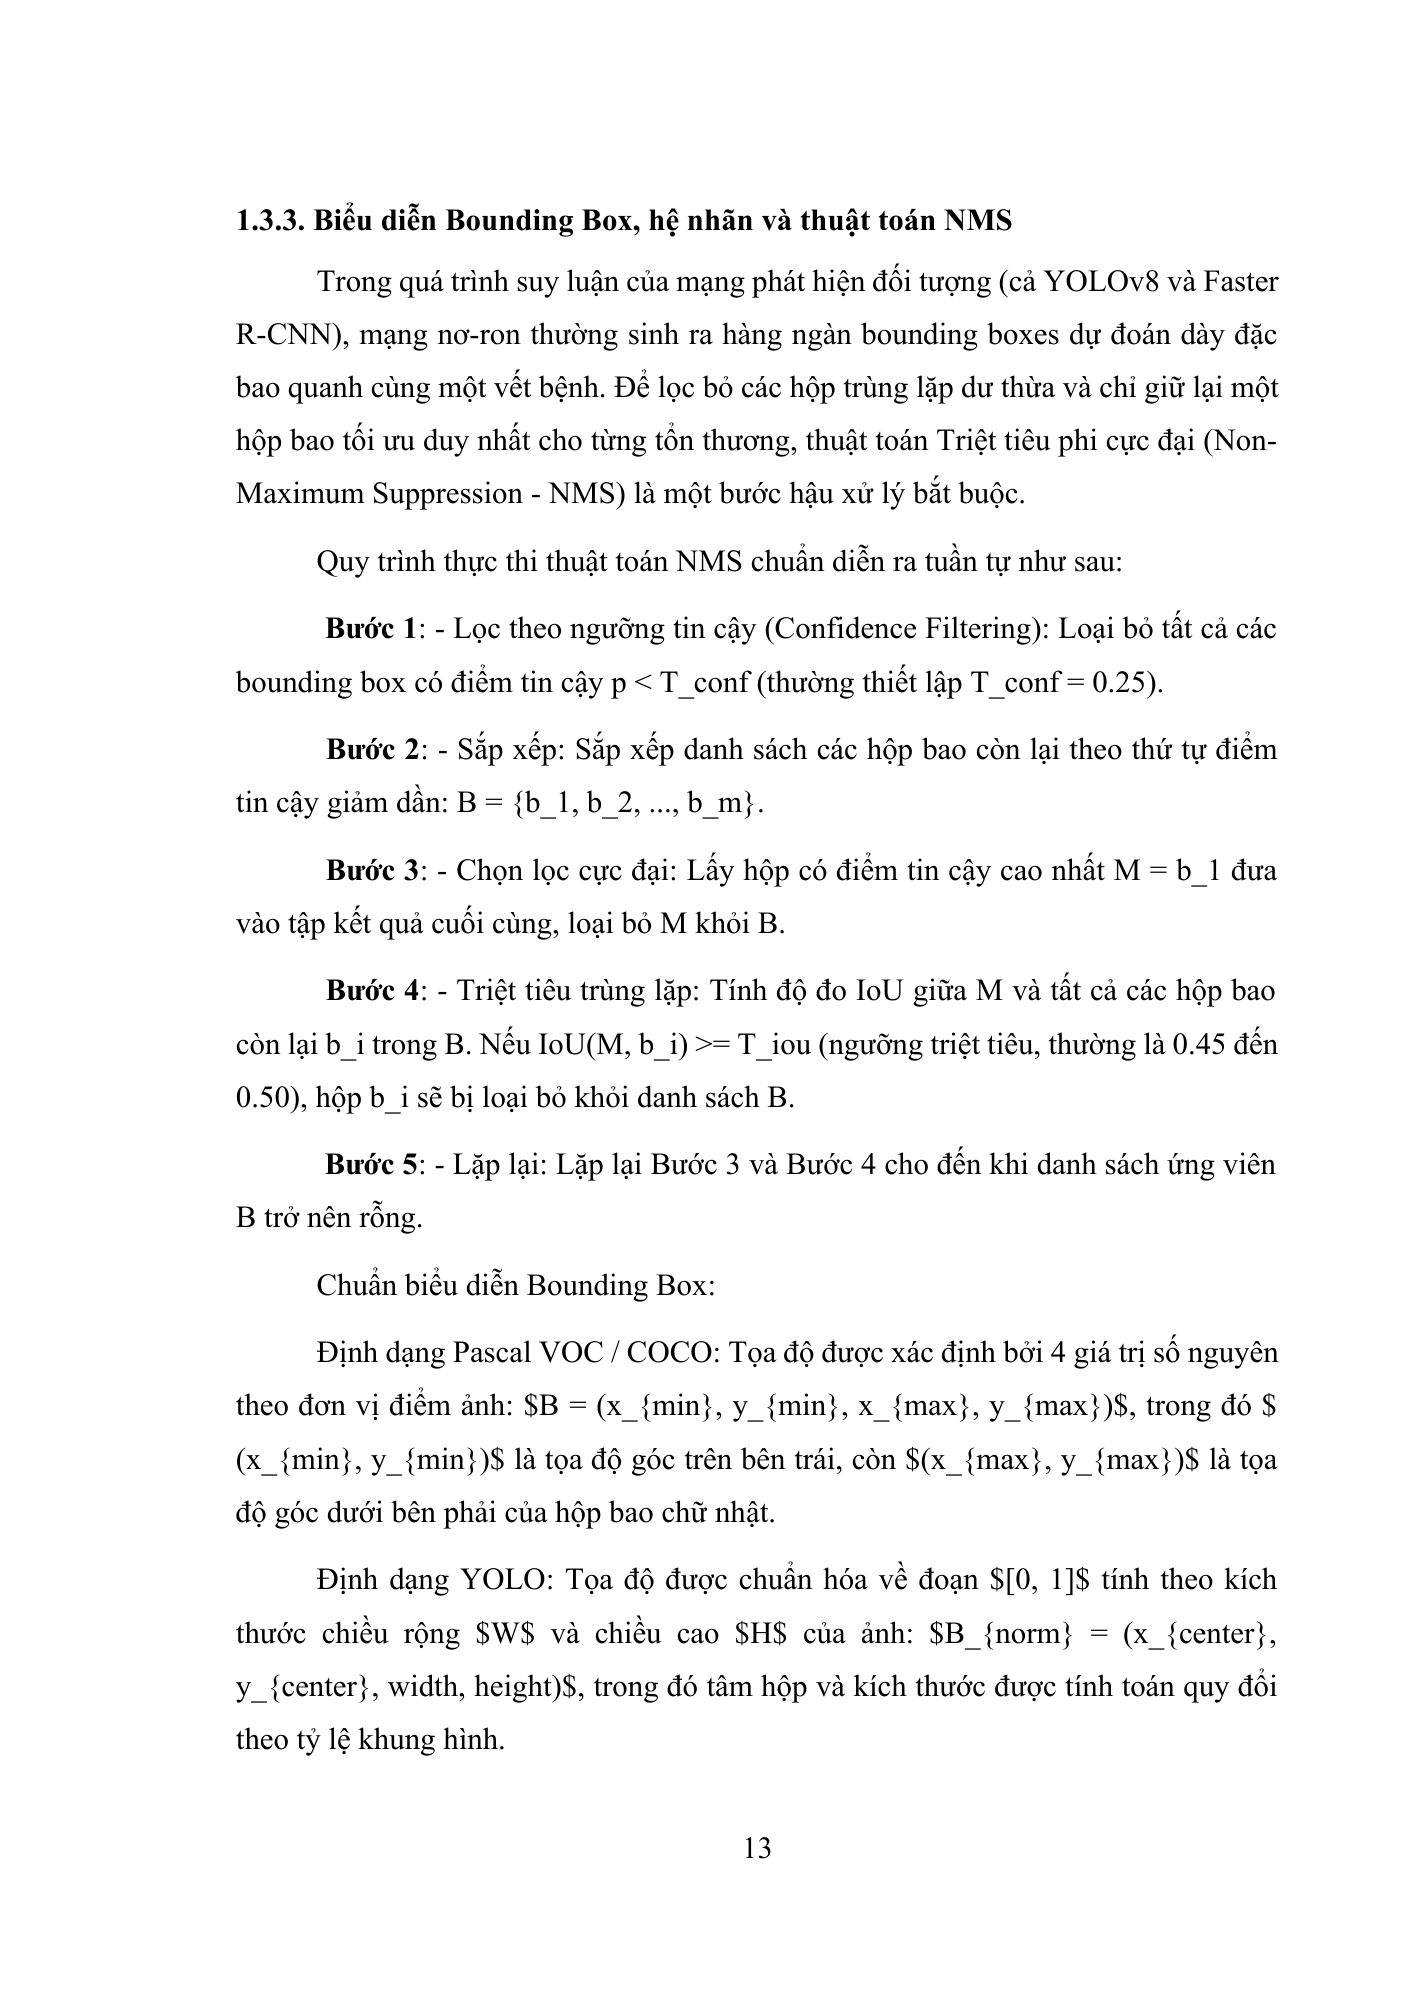 1.3.3. Biểu diễn Bounding Box, hệ nhãn và thuật toán NMS
Trong quá trình suy luận của mạng phát hiện đối tượng (cả YOLOv8 và Faster
R-CNN), mạng nơ-ron thường sinh ra hàng ngàn bounding boxes dự đoán dày đặc
bao quanh cùng một vết bệnh. Để lọc bỏ các hộp trùng lặp dư thừa và chỉ giữ lại một
hộp bao tối ưu duy nhất cho từng tổn thương, thuật toán Triệt tiêu phi cực đại (Non-
Maximum Suppression - NMS) là một bước hậu xử lý bắt buộc.
Quy trình thực thi thuật toán NMS chuẩn diễn ra tuần tự như sau:
Bước 1: - Lọc theo ngưỡng tin cậy (Confidence Filtering): Loại bỏ tất cả các
bounding box có điểm tin cậy p < T_conf (thường thiết lập T_conf = 0.25).
Bước 2: - Sắp xếp: Sắp xếp danh sách các hộp bao còn lại theo thứ tự điểm
tin cậy giảm dần: B = {b_1, b_2, ..., b_m}.
Bước 3: - Chọn lọc cực đại: Lấy hộp có điểm tin cậy cao nhất M = b_1 đưa
vào tập kết quả cuối cùng, loại bỏ M khỏi B.
Bước 4: - Triệt tiêu trùng lặp: Tính độ đo IoU giữa M và tất cả các hộp bao
còn lại b_i trong B. Nếu IoU(M, b_i) >= T_iou (ngưỡng triệt tiêu, thường là 0.45 đến
0.50), hộp b_i sẽ bị loại bỏ khỏi danh sách B.
Bước 5: - Lặp lại: Lặp lại Bước 3 và Bước 4 cho đến khi danh sách ứng viên
B trở nên rỗng.
Chuẩn biểu diễn Bounding Box:
Định dạng Pascal VOC / COCO: Tọa độ được xác định bởi 4 giá trị số nguyên
theo đơn vị điểm ảnh: $B = (x_{min}, y_{min}, x_{max}, y_{max})$, trong đó $
(x_{min}, y_{min})$ là tọa độ góc trên bên trái, còn $(x_{max}, y_{max})$ là tọa
độ góc dưới bên phải của hộp bao chữ nhật.
Định dạng YOLO: Tọa độ được chuẩn hóa về đoạn $[0, 1]$ tính theo kích
thước chiều rộng $W$ và chiều cao $H$ của ảnh: $B_{norm} = (x_{center},
y_{center}, width, height)$, trong đó tâm hộp và kích thước được tính toán quy đổi
theo tỷ lệ khung hình.
13